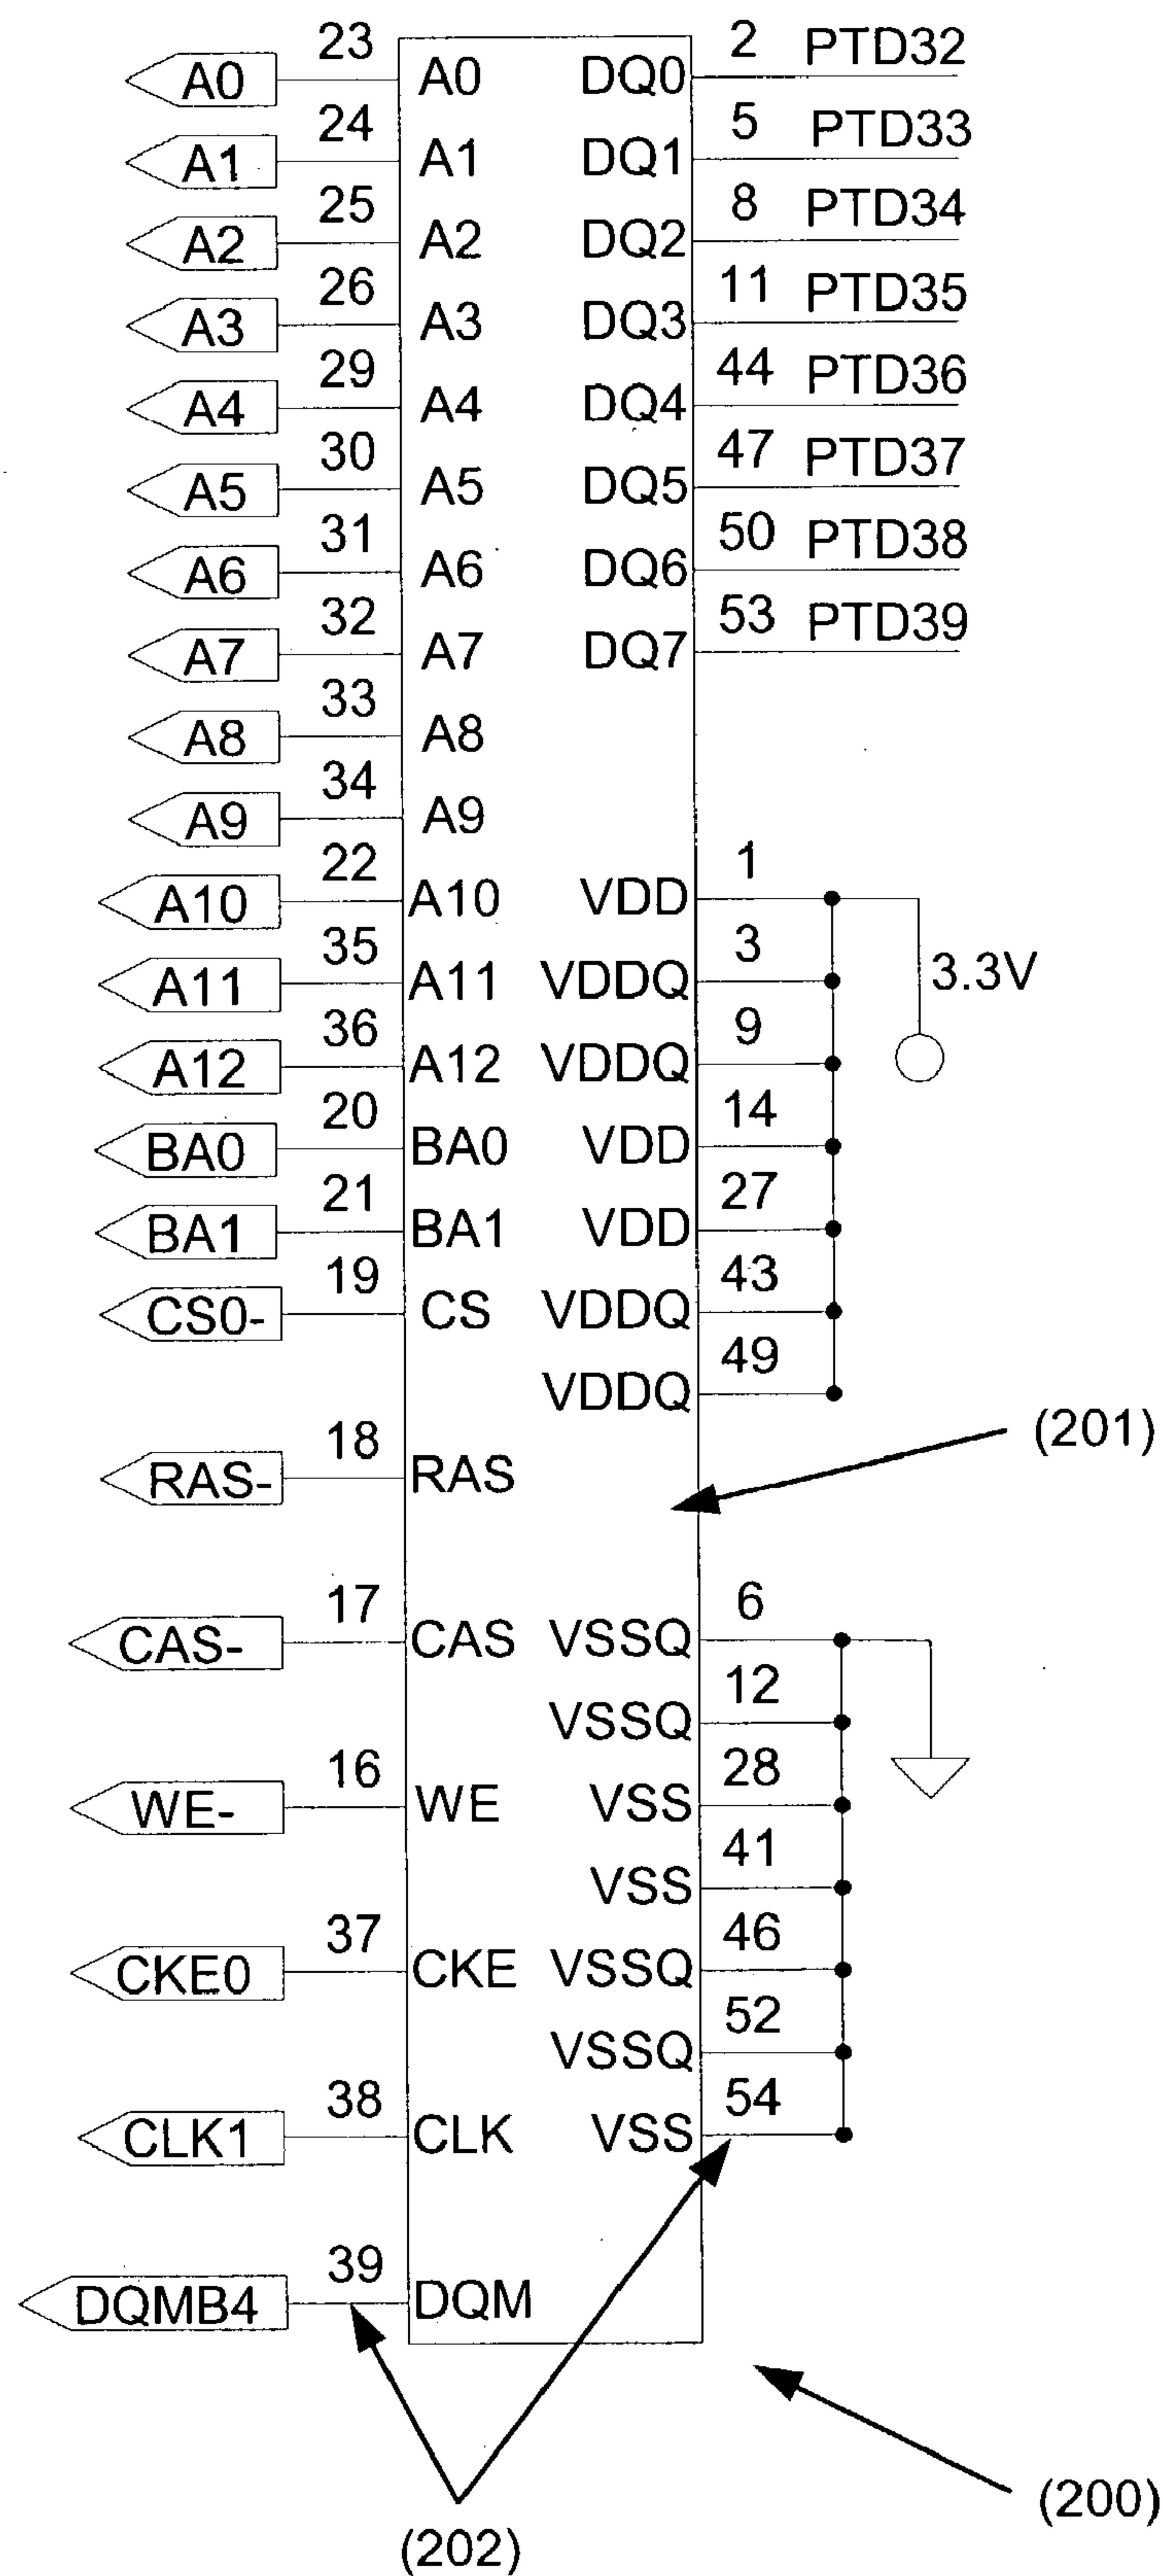 23 2 PTD32
A0 A0 DQ0
24 5 PTD33
A1 A1 DQ1
25 8 PTD34
A2 A2 DQ2
26 11 PTD35
A3 A3 DQ3
29 44 PTD36
A4 A4 DQ4
30 47 PTD37
A5 A5 DQ5
31 50 PTD38
A6 A6 DQ6
32 53 PTD39
A7 A7 DQ7
33
A8 A8
34
A9 A9
22 1
A10 A10 VDD
35 3
A11 A11 VDDQ 3.3V
36 9
A12 A12 VDDQ
20 14
BA0 BA0 VDD
21 27
BA1 BA1 VDD
19 43
CS0- CS VDDQ
49
VDDQ
(201)
18
RAS- RAS
17 6
CAS- CAS VSSQ
12
VSSQ
16 28
WE- WE VSS
41
VSS
37 46
CKE0 CKE VSSQ
52
VSSQ
38 54
CLK1 CLK VSS
39
DQMB4 DQM
(200)
(202)